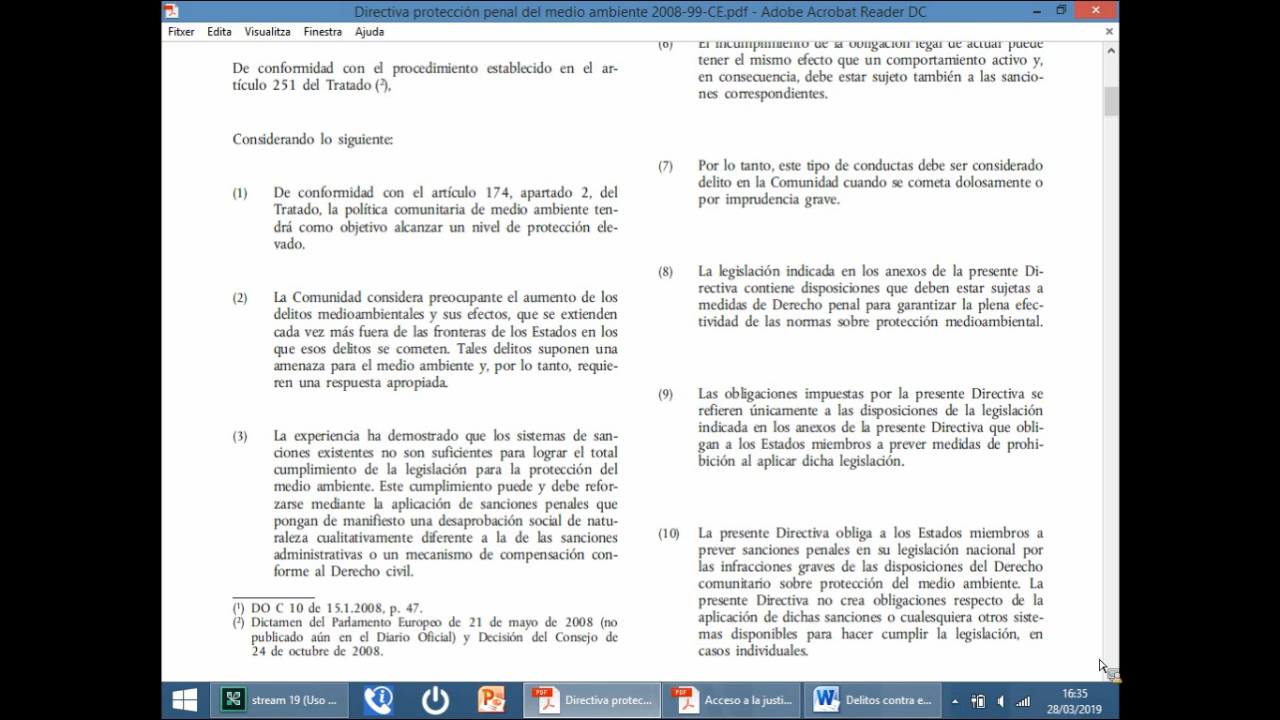 Directiva protección penal del medio ambiente 2008-99-CE.pdf - Adobe Acrobat Reader DC
Fitxer Edita Visualitza Finestra Ajuda
De conformidad con el procedimiento establecido en el ar-
tículo 251 del Tratado (²),
Considerando lo siguiente:
(1) De conformidad con el artículo 174, apartado 2, del
Tratado, la política comunitaria de medio ambiente ten-
drá como objetivo alcanzar un nivel de protección ele-
vado.
(2) La Comunidad considera preocupante el aumento de los
delitos medioambientales y sus efectos, que se extienden
cada vez más fuera de las fronteras de los Estados en los
que esos delitos se cometen. Tales delitos suponen una
amenaza para el medio ambiente y, por lo tanto, requie-
ren una respuesta apropiada.
(3) La experiencia ha demostrado que los sistemas de san-
ciones existentes no son suficientes para lograr el total
cumplimiento de la legislación para la protección del
medio ambiente. Este cumplimiento puede y debe refor-
zarse mediante la aplicación de sanciones penales que
pongan de manifiesto una desaprobación social de natu-
raleza cualitativamente diferente a la de las sanciones
administrativas o un mecanismo de compensación con-
forme al Derecho civil.
(¹) DO C 10 de 15.1.2008, p. 47.
(²) Dictamen del Parlamento Europeo de 21 de mayo de 2008 (no
publicado aún en el Diario Oficial) y Decisión del Consejo de
24 de octubre de 2008.
(6) El incumplimiento de la obligación legal de actuar puede
tener el mismo efecto que un comportamiento activo y,
en consecuencia, debe estar sujeto también a las sancio-
nes correspondientes.
(7) Por lo tanto, este tipo de conductas debe ser considerado
delito en la Comunidad cuando se cometa dolosamente o
por imprudencia grave.
(8) La legislación indicada en los anexos de la presente Di-
rectiva contiene disposiciones que deben estar sujetas a
medidas de Derecho penal para garantizar la plena efec-
tividad de las normas sobre protección medioambiental.
(9) Las obligaciones impuestas por la presente Directiva se
refieren únicamente a las disposiciones de la legislación
indicada en los anexos de la presente Directiva que obli-
gan a los Estados miembros a prever medidas de prohi-
bición al aplicar dicha legislación.
(10) La presente Directiva obliga a los Estados miembros a
prever sanciones penales en su legislación nacional por
las infracciones graves de las disposiciones del Derecho
comunitario sobre protección del medio ambiente. La
presente Directiva no crea obligaciones respecto de la
aplicación de dichas sanciones o cualesquiera otros siste-
mas disponibles para hacer cumplir la legislación, en
casos individuales.
stream 19 (Uso ... Directiva protec... Acceso a la justi... Delitos contra e...
16:35
28/03/2019